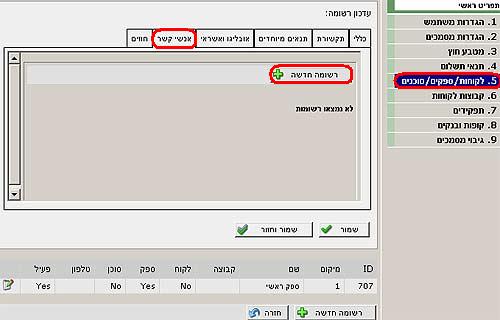 תפריט ראשי
1. הגדרות משתמש
2. הגדרות מסמכים
3. מטבע חוץ
4. תנאי תשלום
5. לקוחות/ספקים/סוכנים
6. קבוצות לקוחות
7. תפקידים
8. קופות ובנקים
9. גיבוי מסמכים
עדכון רשומה:
כללי תקשורת תנאים מיוחדים אובליגו ואשראי אנשי קשר חוזים
רשומה חדשה
לא נמצאו רשומות
שמור שמור וחזור
ID מיקום שם קבוצה לקוח ספק סוכן טלפון פעיל
707 1 ספק ראשי No Yes No Yes
רשומה חדשה חזרה